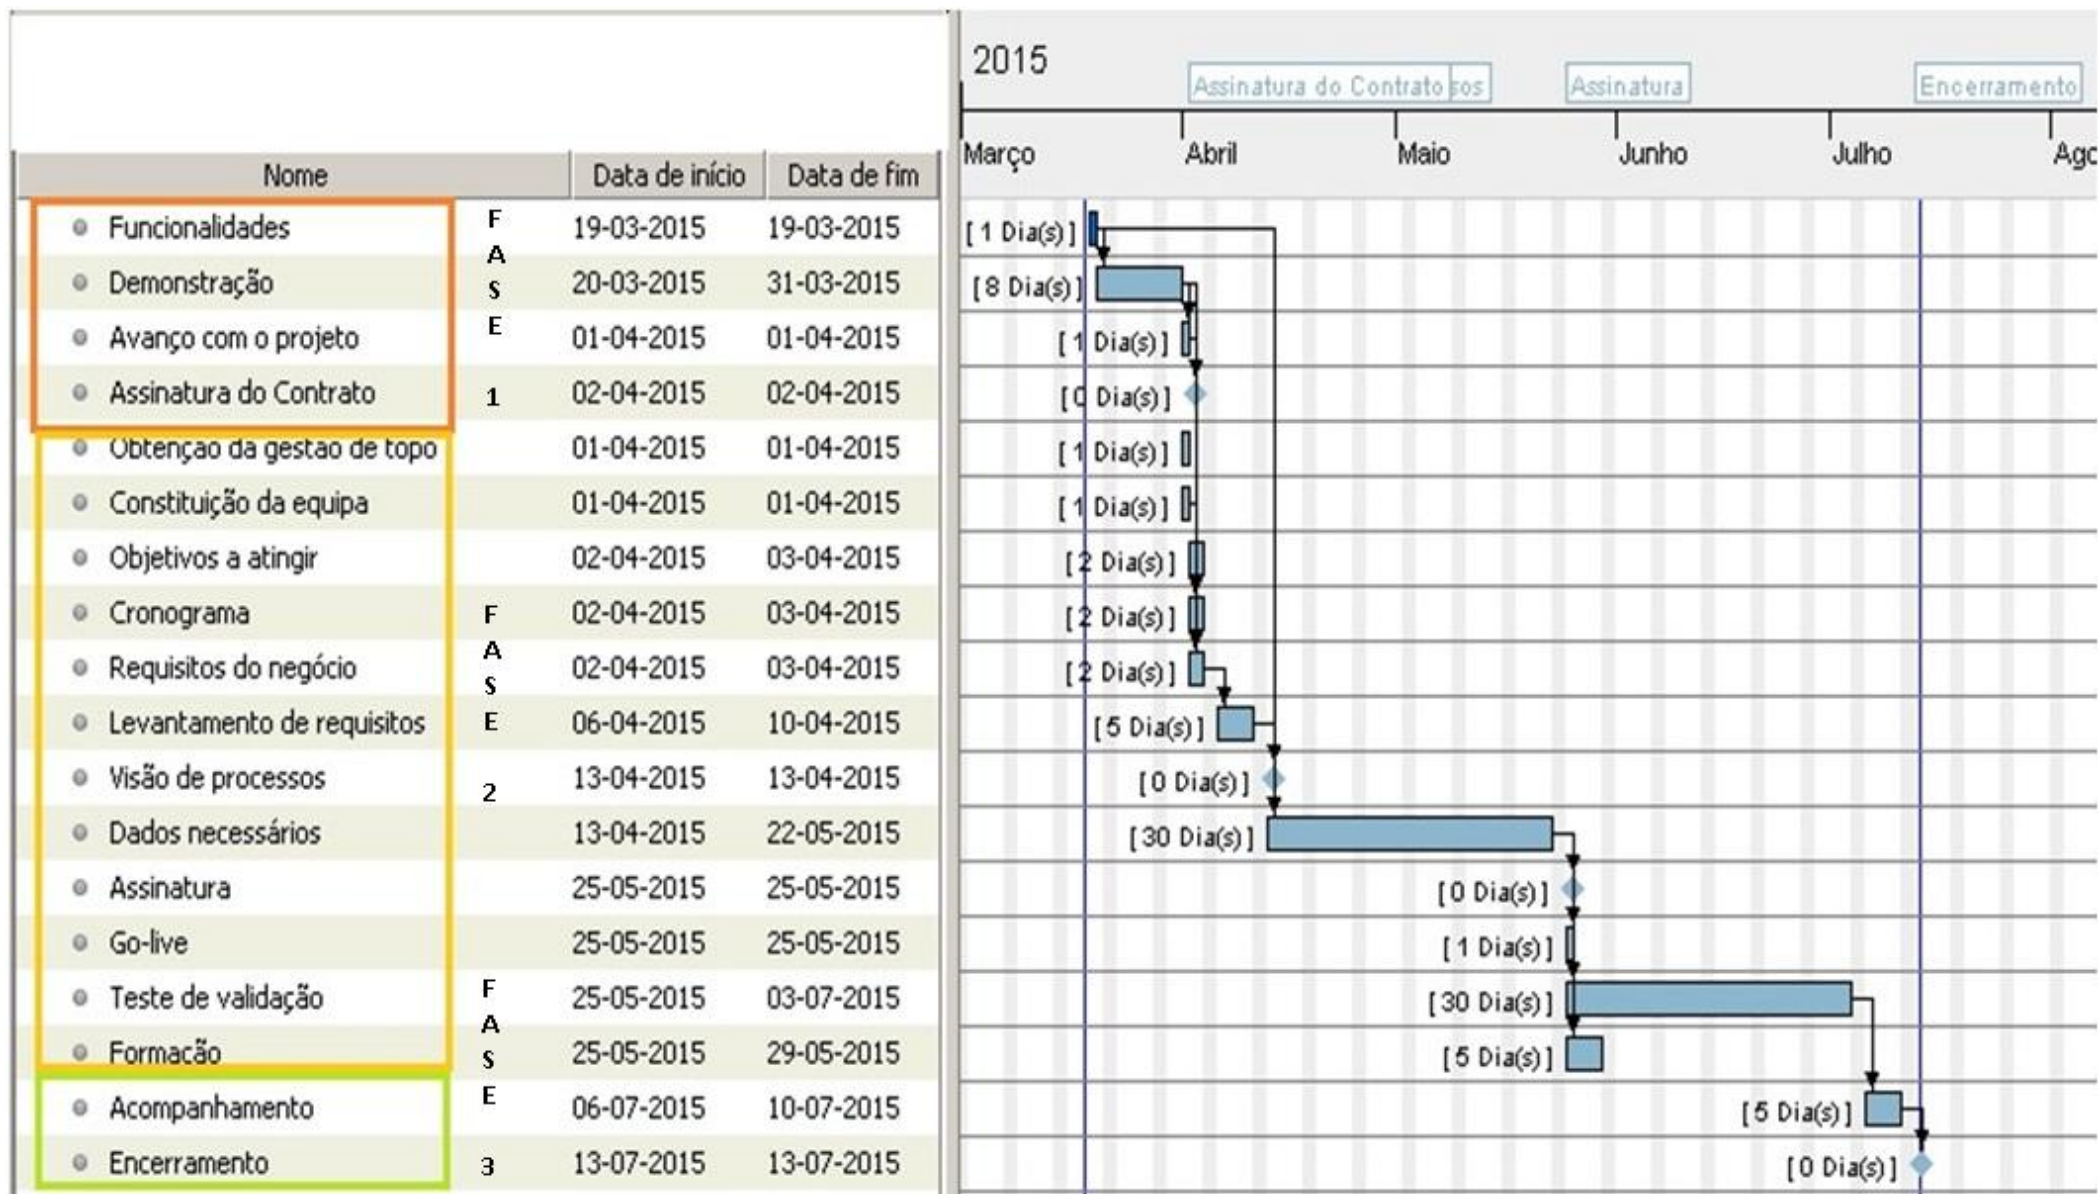 2015
Assinatura do Contrato sos Assinatura Encerramento
Março Abril Maio Junho Julho Ago
Nome Data de início Data de fim
Funcionalidades 19-03-2015 19-03-2015 [1 Dia(s)]
Demonstração 20-03-2015 31-03-2015 [8 Dia(s)]
Avanço com o projeto 01-04-2015 01-04-2015 [1 Dia(s)]
Assinatura do Contrato 02-04-2015 02-04-2015 [0 Dia(s)]
FASE 1
Obtenção da gestão de topo 01-04-2015 01-04-2015 [1 Dia(s)]
Constituição da equipa 01-04-2015 01-04-2015 [1 Dia(s)]
Objetivos a atingir 02-04-2015 03-04-2015 [2 Dia(s)]
Cronograma 02-04-2015 03-04-2015 [2 Dia(s)]
Requisitos do negócio 02-04-2015 03-04-2015 [2 Dia(s)]
Levantamento de requisitos 06-04-2015 10-04-2015 [5 Dia(s)]
Visão de processos 13-04-2015 13-04-2015 [0 Dia(s)]
FASE 2
Dados necessários 13-04-2015 22-05-2015 [30 Dia(s)]
Assinatura 25-05-2015 25-05-2015 [0 Dia(s)]
Go-live 25-05-2015 25-05-2015 [1 Dia(s)]
Teste de validação 25-05-2015 03-07-2015 [30 Dia(s)]
Formação 25-05-2015 29-05-2015 [5 Dia(s)]
Acompanhamento 06-07-2015 10-07-2015 [5 Dia(s)]
Encerramento 13-07-2015 13-07-2015 [0 Dia(s)]
FASE 3